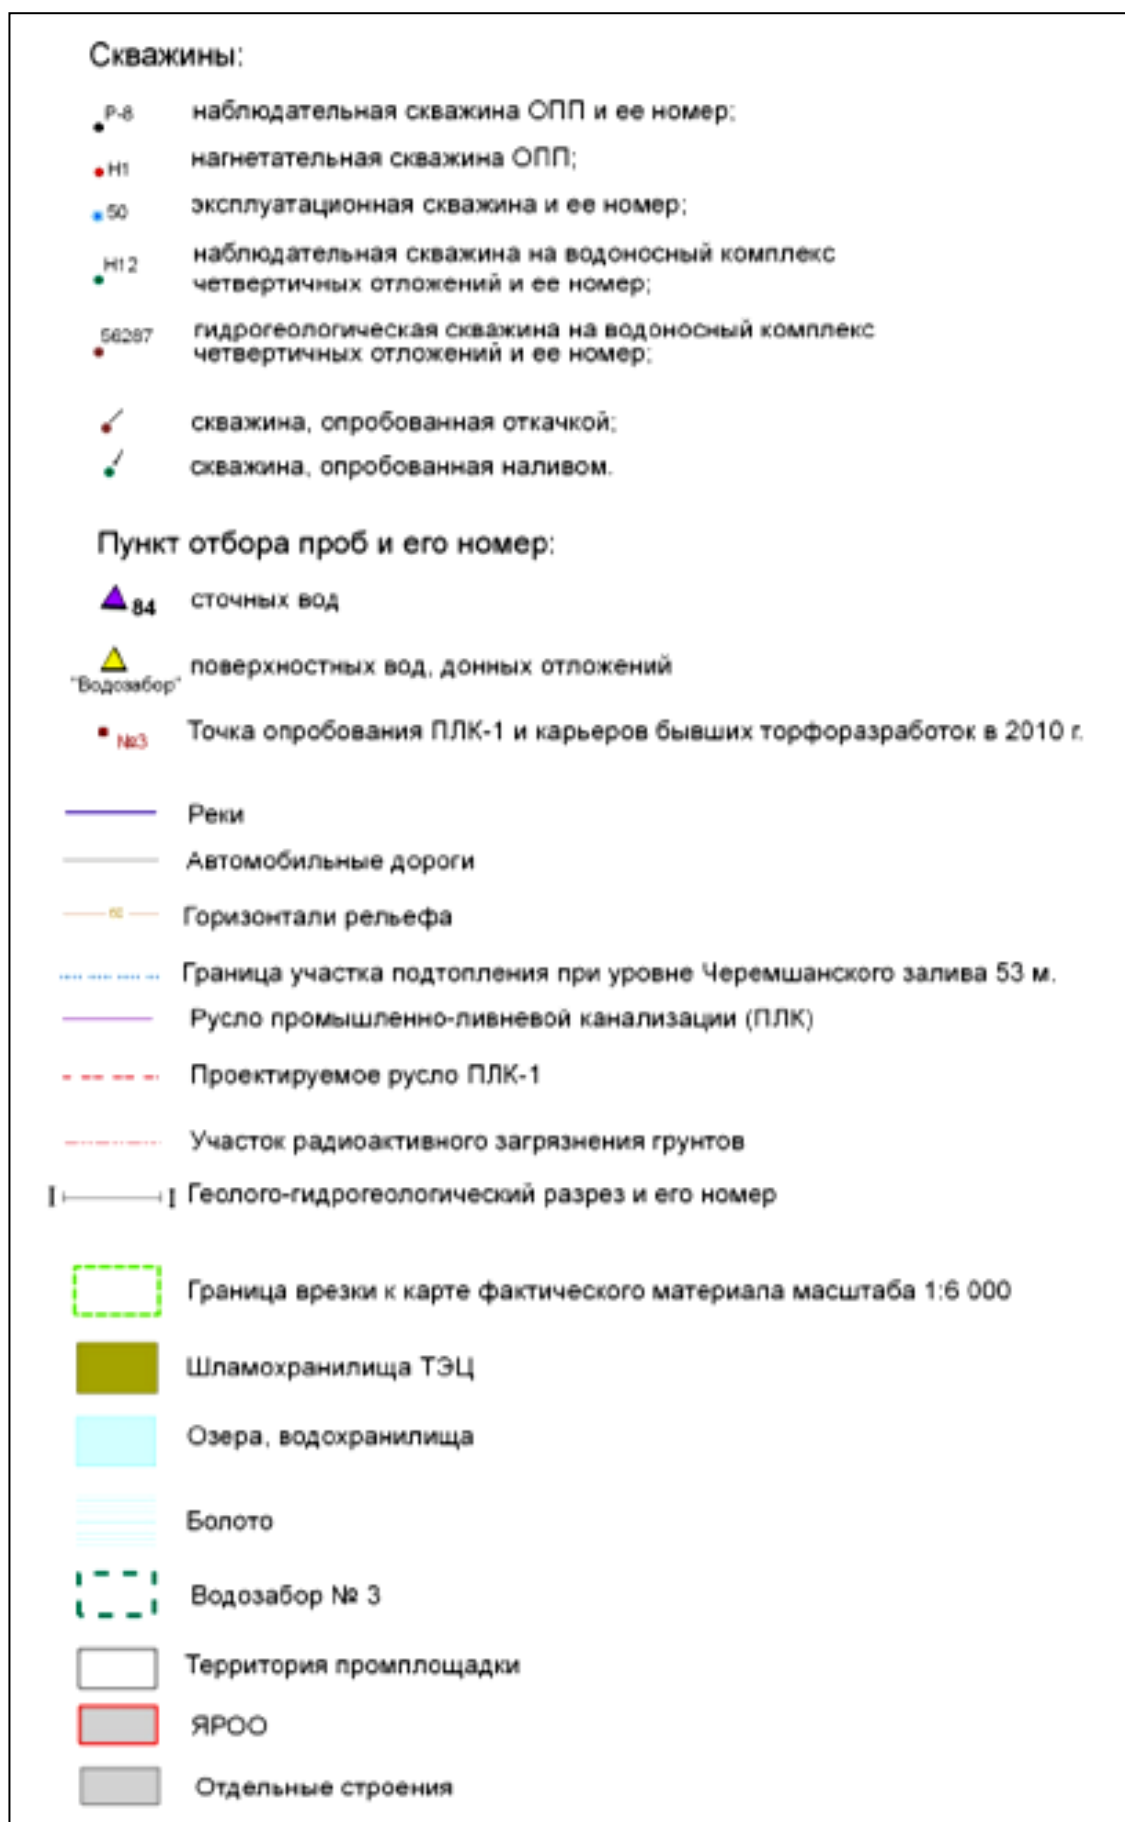 Скважины:
Р-8 наблюдательная скважина ОПП и ее номер;
Н1 нагнетательная скважина ОПП;
50 эксплуатационная скважина и ее номер;
Н12 наблюдательная скважина на водоносный комплекс
четвертичных отложений и ее номер;
56287 гидрогеологическая скважина на водоносный комплекс
четвертичных отложений и ее номер;
скважина, опробованная откачкой;
скважина, опробованная наливом.
Пункт отбора проб и его номер:
84 сточных вод
"Водозабор" поверхностных вод, донных отложений
№3 Точка опробования ПЛК-1 и карьеров бывших торфоразработок в 2010 г.
Реки
Автомобильные дороги
60 Горизонтали рельефа
Граница участка подтопления при уровне Черемшанского залива 53 м.
Русло промышленно-ливневой канализации (ПЛК)
Проектируемое русло ПЛК-1
Участок радиоактивного загрязнения грунтов
I I Геолого-гидрогеологический разрез и его номер
Граница врезки к карте фактического материала масштаба 1:6 000
Шламохранилища ТЭЦ
Озера, водохранилища
Болото
Водозабор № 3
Территория промплощадки
ЯРОО
Отдельные строения